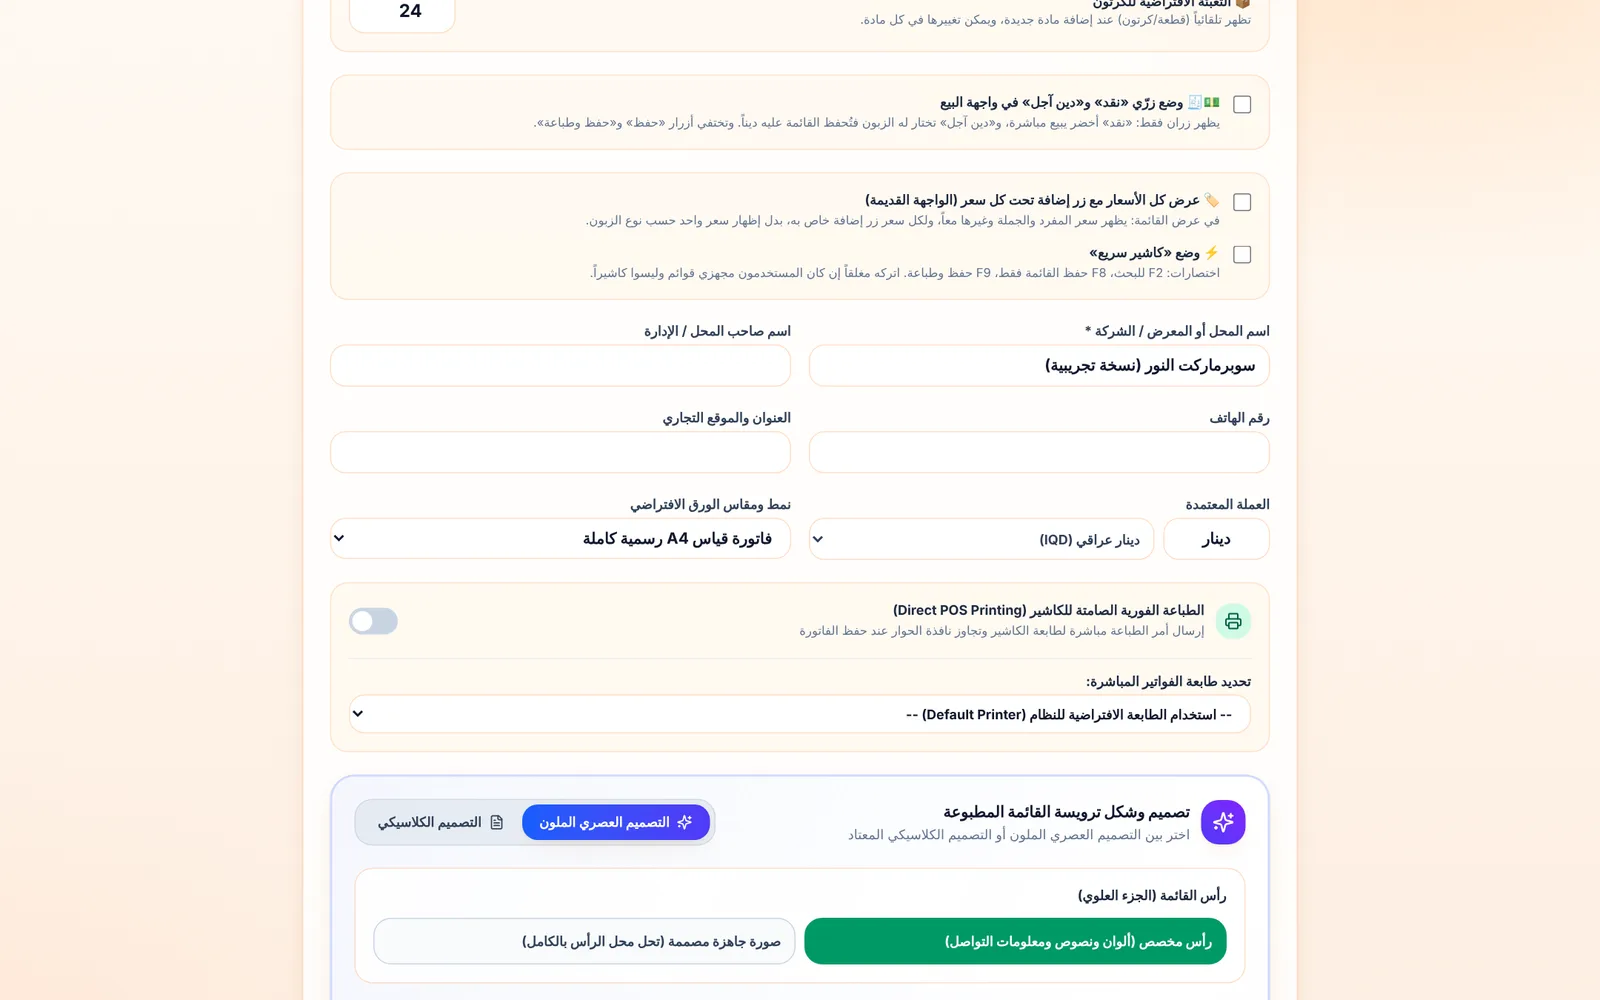 📦 التعبئة الافتراضية للكرتون
تظهر تلقائياً (قطعة/كرتون) عند إضافة مادة جديدة، ويمكن تغييرها في كل مادة.
24
💵🧾 وضع زرّي «نقد» و«دين آجل» في واجهة البيع
يظهر زران فقط: «نقد» أخضر يبيع مباشرة، و«دين آجل» تختار له الزبون فتُحفظ القائمة عليه ديناً. وتختفي أزرار «حفظ» و«حفظ وطباعة».
🏷️ عرض كل الأسعار مع زر إضافة تحت كل سعر (الواجهة القديمة)
في عرض القائمة: يظهر سعر المفرد والجملة وغيرها معاً، ولكل سعر زر إضافة خاص به، بدل إظهار سعر واحد حسب نوع الزبون.
⚡ وضع «كاشير سريع»
اختصارات: F2 للبحث، F8 حفظ القائمة فقط، F9 حفظ وطباعة. اتركه مغلقاً إن كان المستخدمون مجهزي قوائم وليسوا كاشيراً.
اسم المحل أو المعرض / الشركة *
سوبرماركت النور (نسخة تجريبية)
اسم صاحب المحل / الإدارة
رقم الهاتف
العنوان والموقع التجاري
العملة المعتمدة
دينار
دينار عراقي (IQD)
نمط ومقاس الورق الافتراضي
فاتورة قياس A4 رسمية كاملة
الطباعة الفورية الصامتة للكاشير (Direct POS Printing)
إرسال أمر الطباعة مباشرة لطابعة الكاشير وتجاوز نافذة الحوار عند حفظ الفاتورة
تحديد طابعة الفواتير المباشرة:
-- استخدام الطابعة الافتراضية للنظام (Default Printer) --
تصميم وشكل ترويسة القائمة المطبوعة
اختر بين التصميم العصري الملون أو التصميم الكلاسيكي المعتاد
التصميم العصري الملون
التصميم الكلاسيكي
رأس القائمة (الجزء العلوي)
رأس مخصص (ألوان ونصوص ومعلومات التواصل)
صورة جاهزة مصممة (تحل محل الرأس بالكامل)